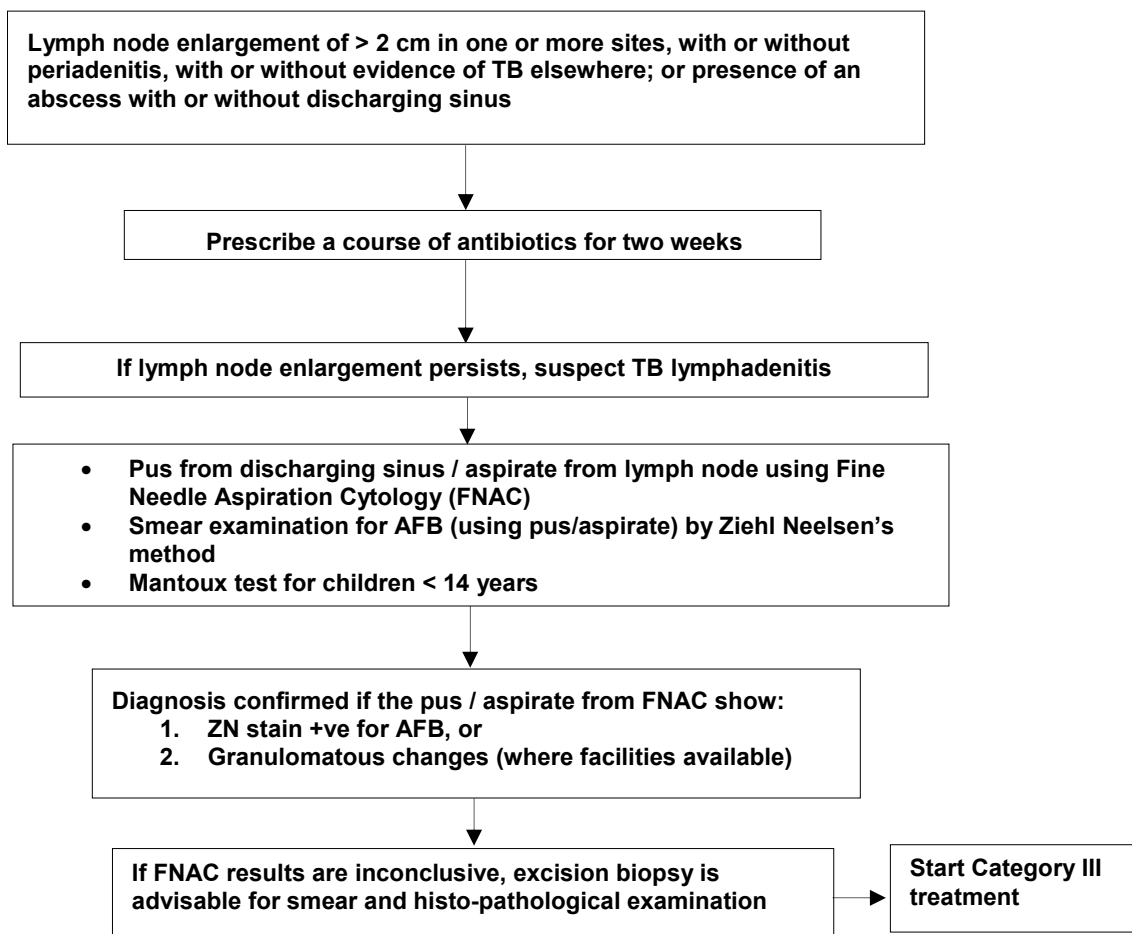 Lymph node enlargement of > 2 cm in one or more sites, with or without
periadenitis, with or without evidence of TB elsewhere; or presence of an
abscess with or without discharging sinus
Prescribe a course of antibiotics for two weeks
If lymph node enlargement persists, suspect TB lymphadenitis
• Pus from discharging sinus / aspirate from lymph node using Fine
Needle Aspiration Cytology (FNAC)
• Smear examination for AFB (using pus/aspirate) by Ziehl Neelsen’s
method
• Mantoux test for children < 14 years
Diagnosis confirmed if the pus / aspirate from FNAC show:
1. ZN stain +ve for AFB, or
2. Granulomatous changes (where facilities available)
If FNAC results are inconclusive, excision biopsy is
advisable for smear and histo-pathological examination
Start Category III
treatment